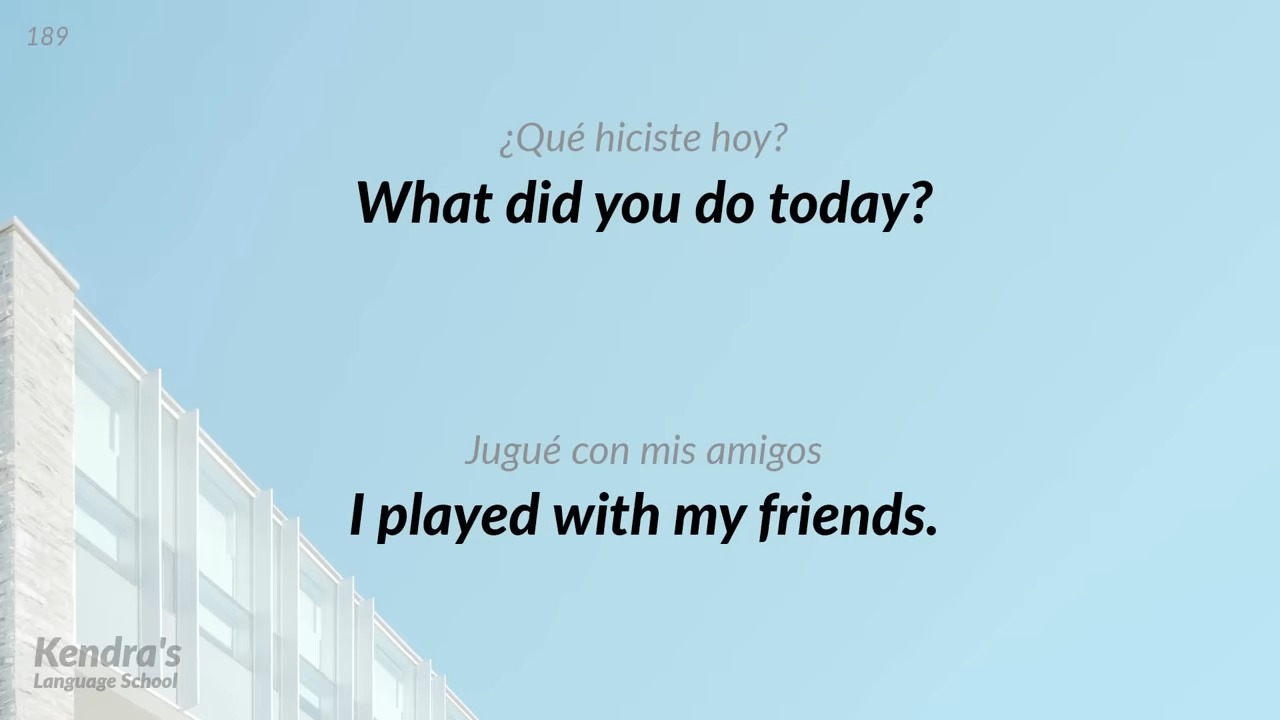 189
¿Qué hiciste hoy?
What did you do today?
Jugué con mis amigos
I played with my friends.
Kendra's
Language School